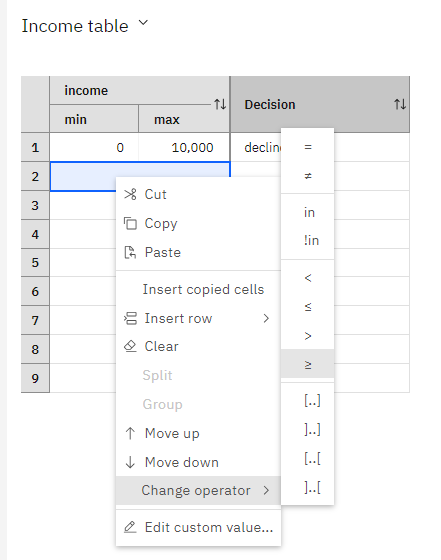 Income table
income
Decision
min max
1 0 10,000 declin
2
3
4
5
6
7
8
9
Cut
Copy
Paste
Insert copied cells
Insert row
Clear
Split
Group
Move up
Move down
Change operator
Edit custom value...
=
≠
in
!in
<
≤
>
≥
[..]
]..]
[..[
]..[